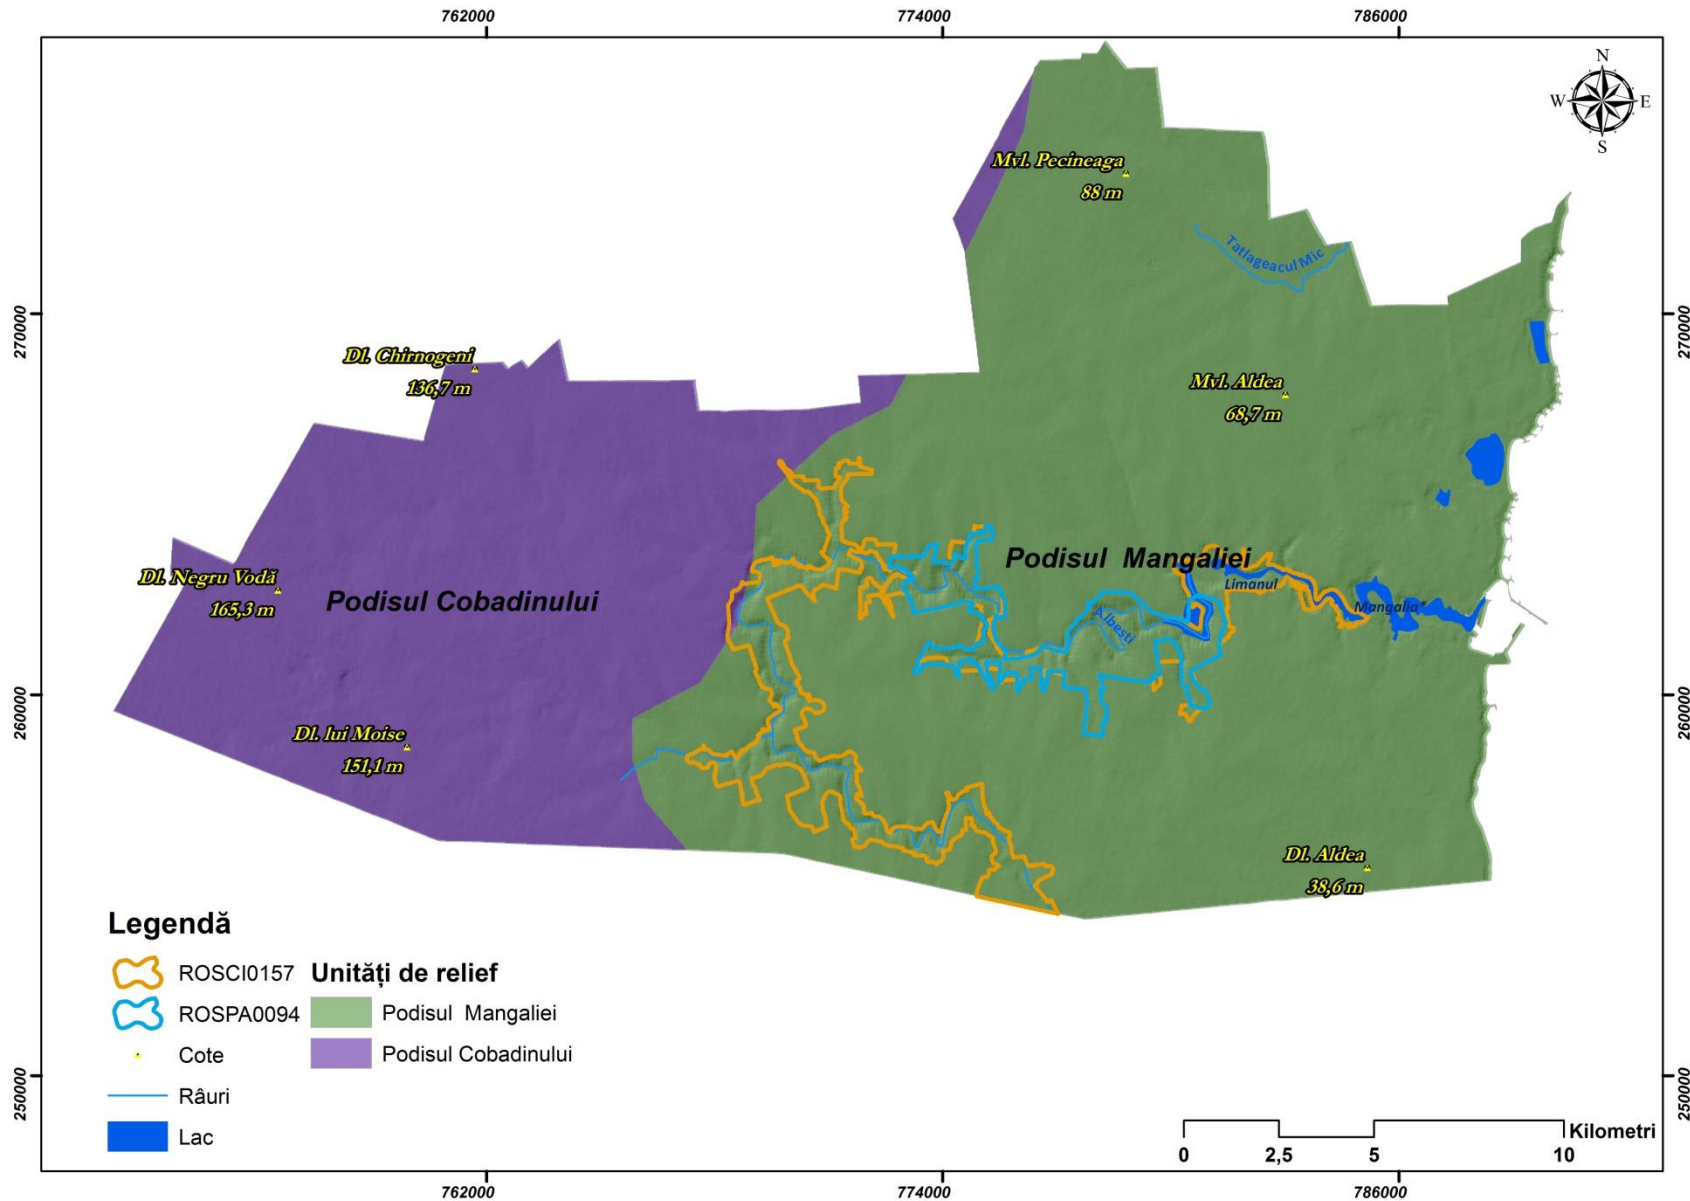 762000
774000
786000
N
W
E
S
Mvl. Pecineaga
88 m
Tatlageacul Mic
270000
270000
Dl. Chirnogeni
136,7 m
Mvl. Aldea
68,7 m
Podisul Mangaliei
Dl. Negru Vodă
165,3 m
Podisul Cobadinului
Limanul
Mangalia
Albesti
260000
260000
Dl. lui Moise
151,1 m
Dl. Aldea
38,6 m
Legendă
ROSCI0157
ROSPA0094
Cote
Râuri
Lac
Unități de relief
Podisul Mangaliei
Podisul Cobadinului
250000
250000
Kilometri
0
2,5
5
10
762000
774000
786000